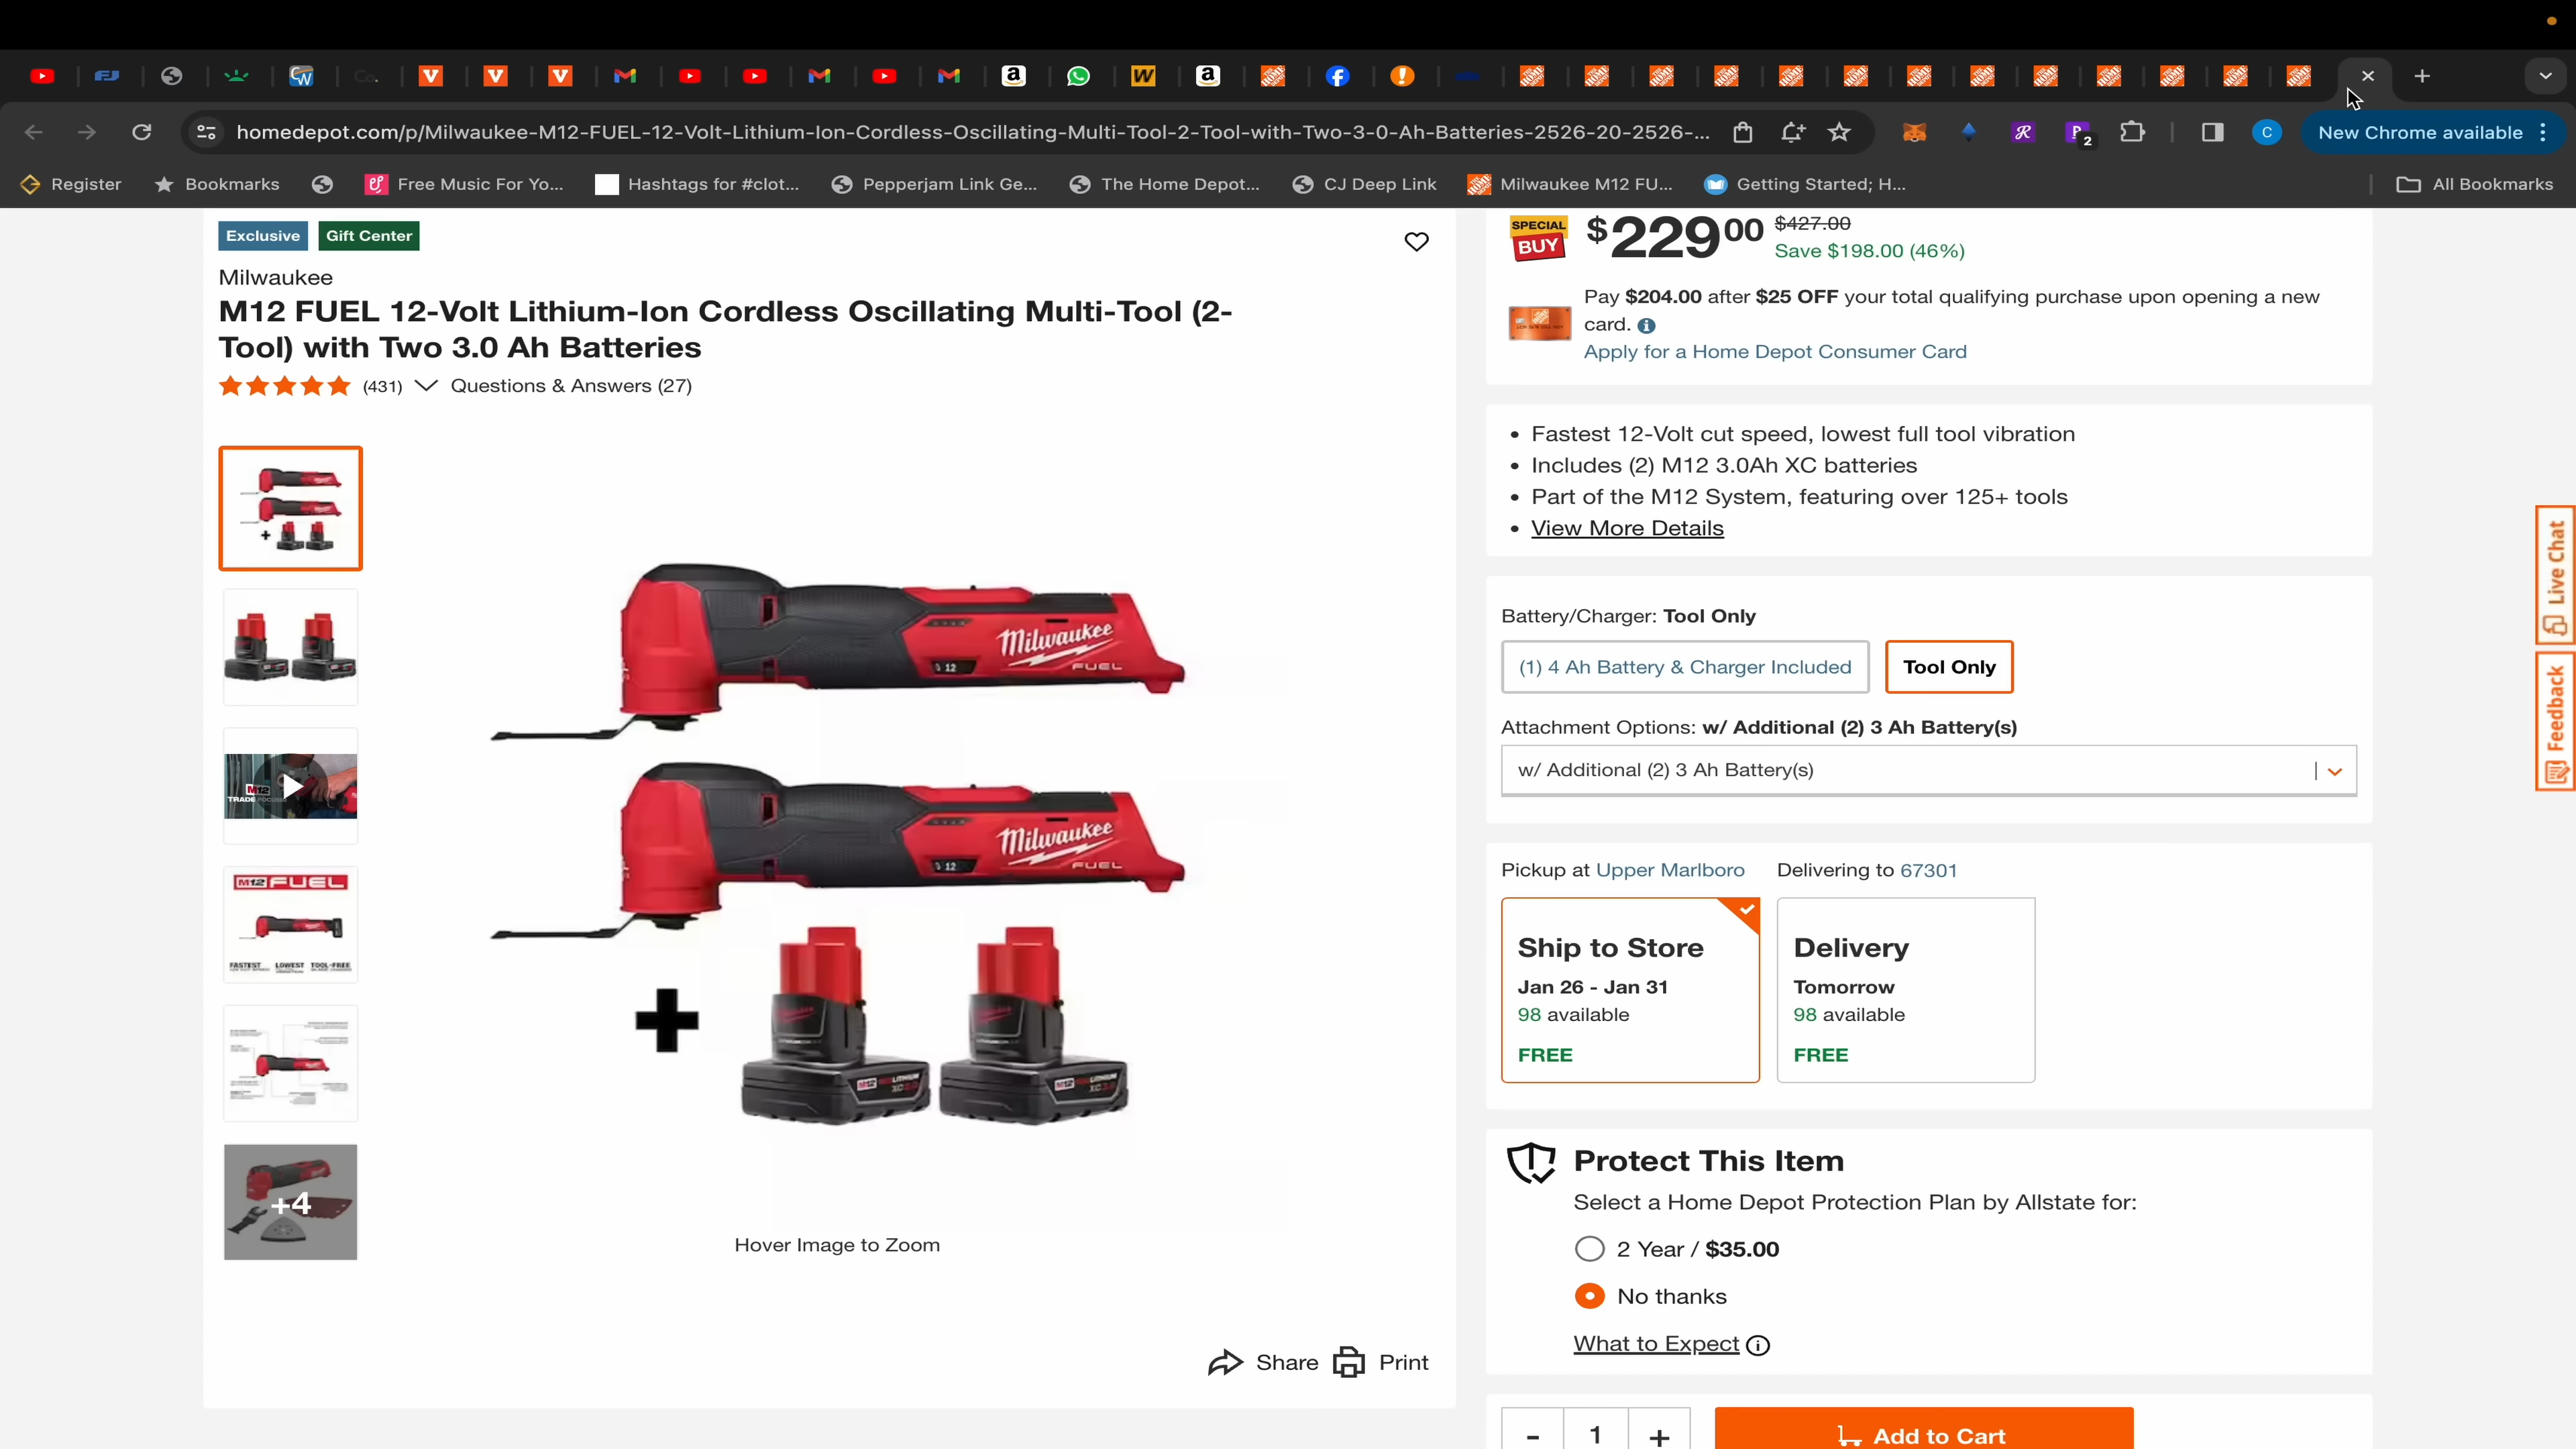 homedepot.com/p/Milwaukee-M12-FUEL-12-Volt-Lithium-Ion-Cordless-Oscillating-Multi-Tool-2-Tool-with-Two-3-0-Ah-Batteries-2526-20-2526-...
2
C
New Chrome available
Register
Bookmarks
Free Music For Yo...
Hashtags for #clot...
Pepperjam Link Ge...
The Home Depot...
CJ Deep Link
Milwaukee M12 FU...
Getting Started; H...
All Bookmarks
Exclusive
Gift Center
Milwaukee
M12 FUEL 12-Volt Lithium-Ion Cordless Oscillating Multi-Tool (2-
Tool) with Two 3.0 Ah Batteries
(431)
Questions & Answers (27)
M12 FUEL
FASTEST LOWEST TOOL-FREE
+4
Milwaukee
FUEL
12
Milwaukee
FUEL
12
Hover Image to Zoom
Share
Print
SPECIAL
BUY
$229.00
$427.00
Save $198.00 (46%)
Pay $204.00 after $25 OFF your total qualifying purchase upon opening a new
card.
Apply for a Home Depot Consumer Card
• Fastest 12-Volt cut speed, lowest full tool vibration
• Includes (2) M12 3.0Ah XC batteries
• Part of the M12 System, featuring over 125+ tools
• View More Details
Battery/Charger: Tool Only
(1) 4 Ah Battery & Charger Included
Tool Only
Attachment Options: w/ Additional (2) 3 Ah Battery(s)
w/ Additional (2) 3 Ah Battery(s)
Pickup at Upper Marlboro
Delivering to 67301
Ship to Store
Jan 26 - Jan 31
98 available
FREE
Delivery
Tomorrow
98 available
FREE
Protect This Item
Select a Home Depot Protection Plan by Allstate for:
2 Year / $35.00
No thanks
What to Expect
- 1 +
Add to Cart
Live Chat
Feedback